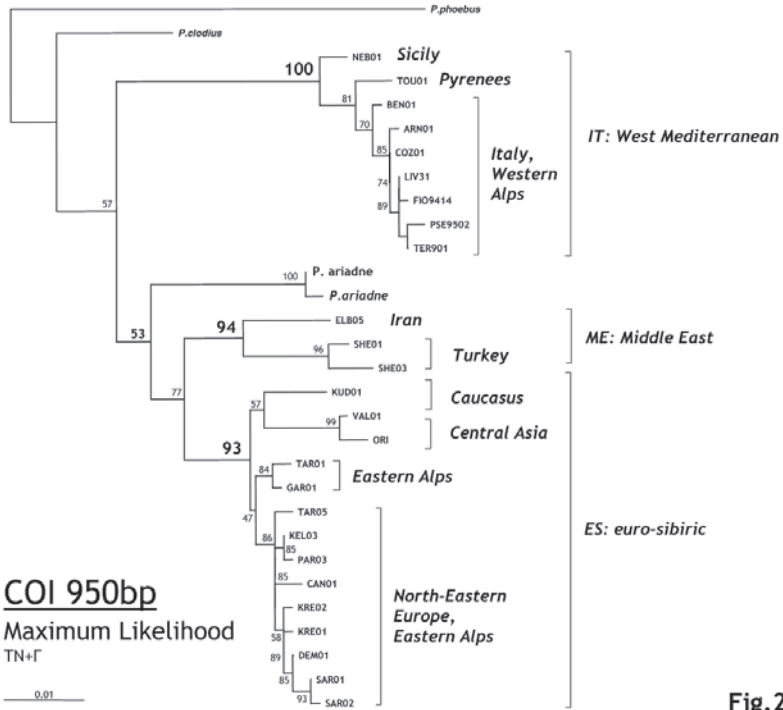 P.phoebus
P.clodius
NEB01 Sicily
100
TOU01 Pyrenees
81
BEN01
70
ARN01
85
COZ01
Italy,
Western
Alps
IT: West Mediterranean
74
LIV31
89
FIO9414
PSE9502
TER901
57
100
P. ariadne
P.ariadne
53
94
ELB05 Iran
96
SHE01
SHE03
Turkey
ME: Middle East
77
57
KUD01
Caucasus
93
99
VAL01
ORI
Central Asia
84
TAR01
GAR01
Eastern Alps
47
TAR05
86
KEL03
85
PAR03
85
CAN01
KRE02
58
KRE01
89
DEM01
85
SAR01
93
SAR02
North-Eastern
Europe,
Eastern Alps
ES: euro-sibiric
COI 950bp
Maximum Likelihood
TN+Γ
0.01
Fig.2